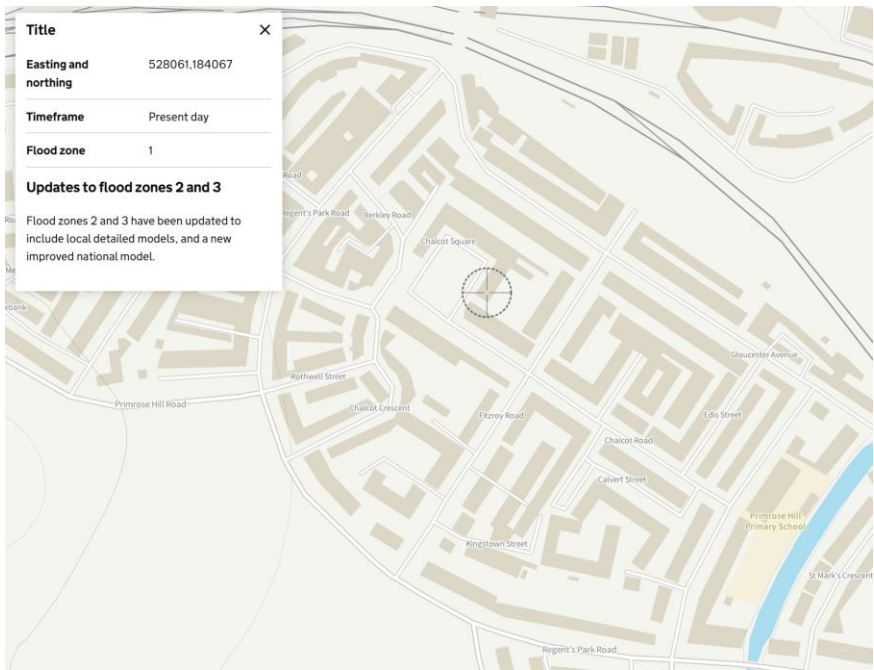 Title
Easting and
northing
528061,184067
Timeframe
Present day
Flood zone
1
Updates to flood zones 2 and 3
Flood zones 2 and 3 have been updated to
include local detailed models, and a new
improved national model.
Road
Regent's Park Road
Berkley Road
Chalcot Square
Gloucester Avenue
Rothwell Street
Primrose Hill Road
Chalcot Crescent
Fitzroy Road
Edis Street
Chalcot Road
Calvert Street
Primrose Hill
Primary School
Kingstown Street
St Mark's Crescent
Regent's Park Road